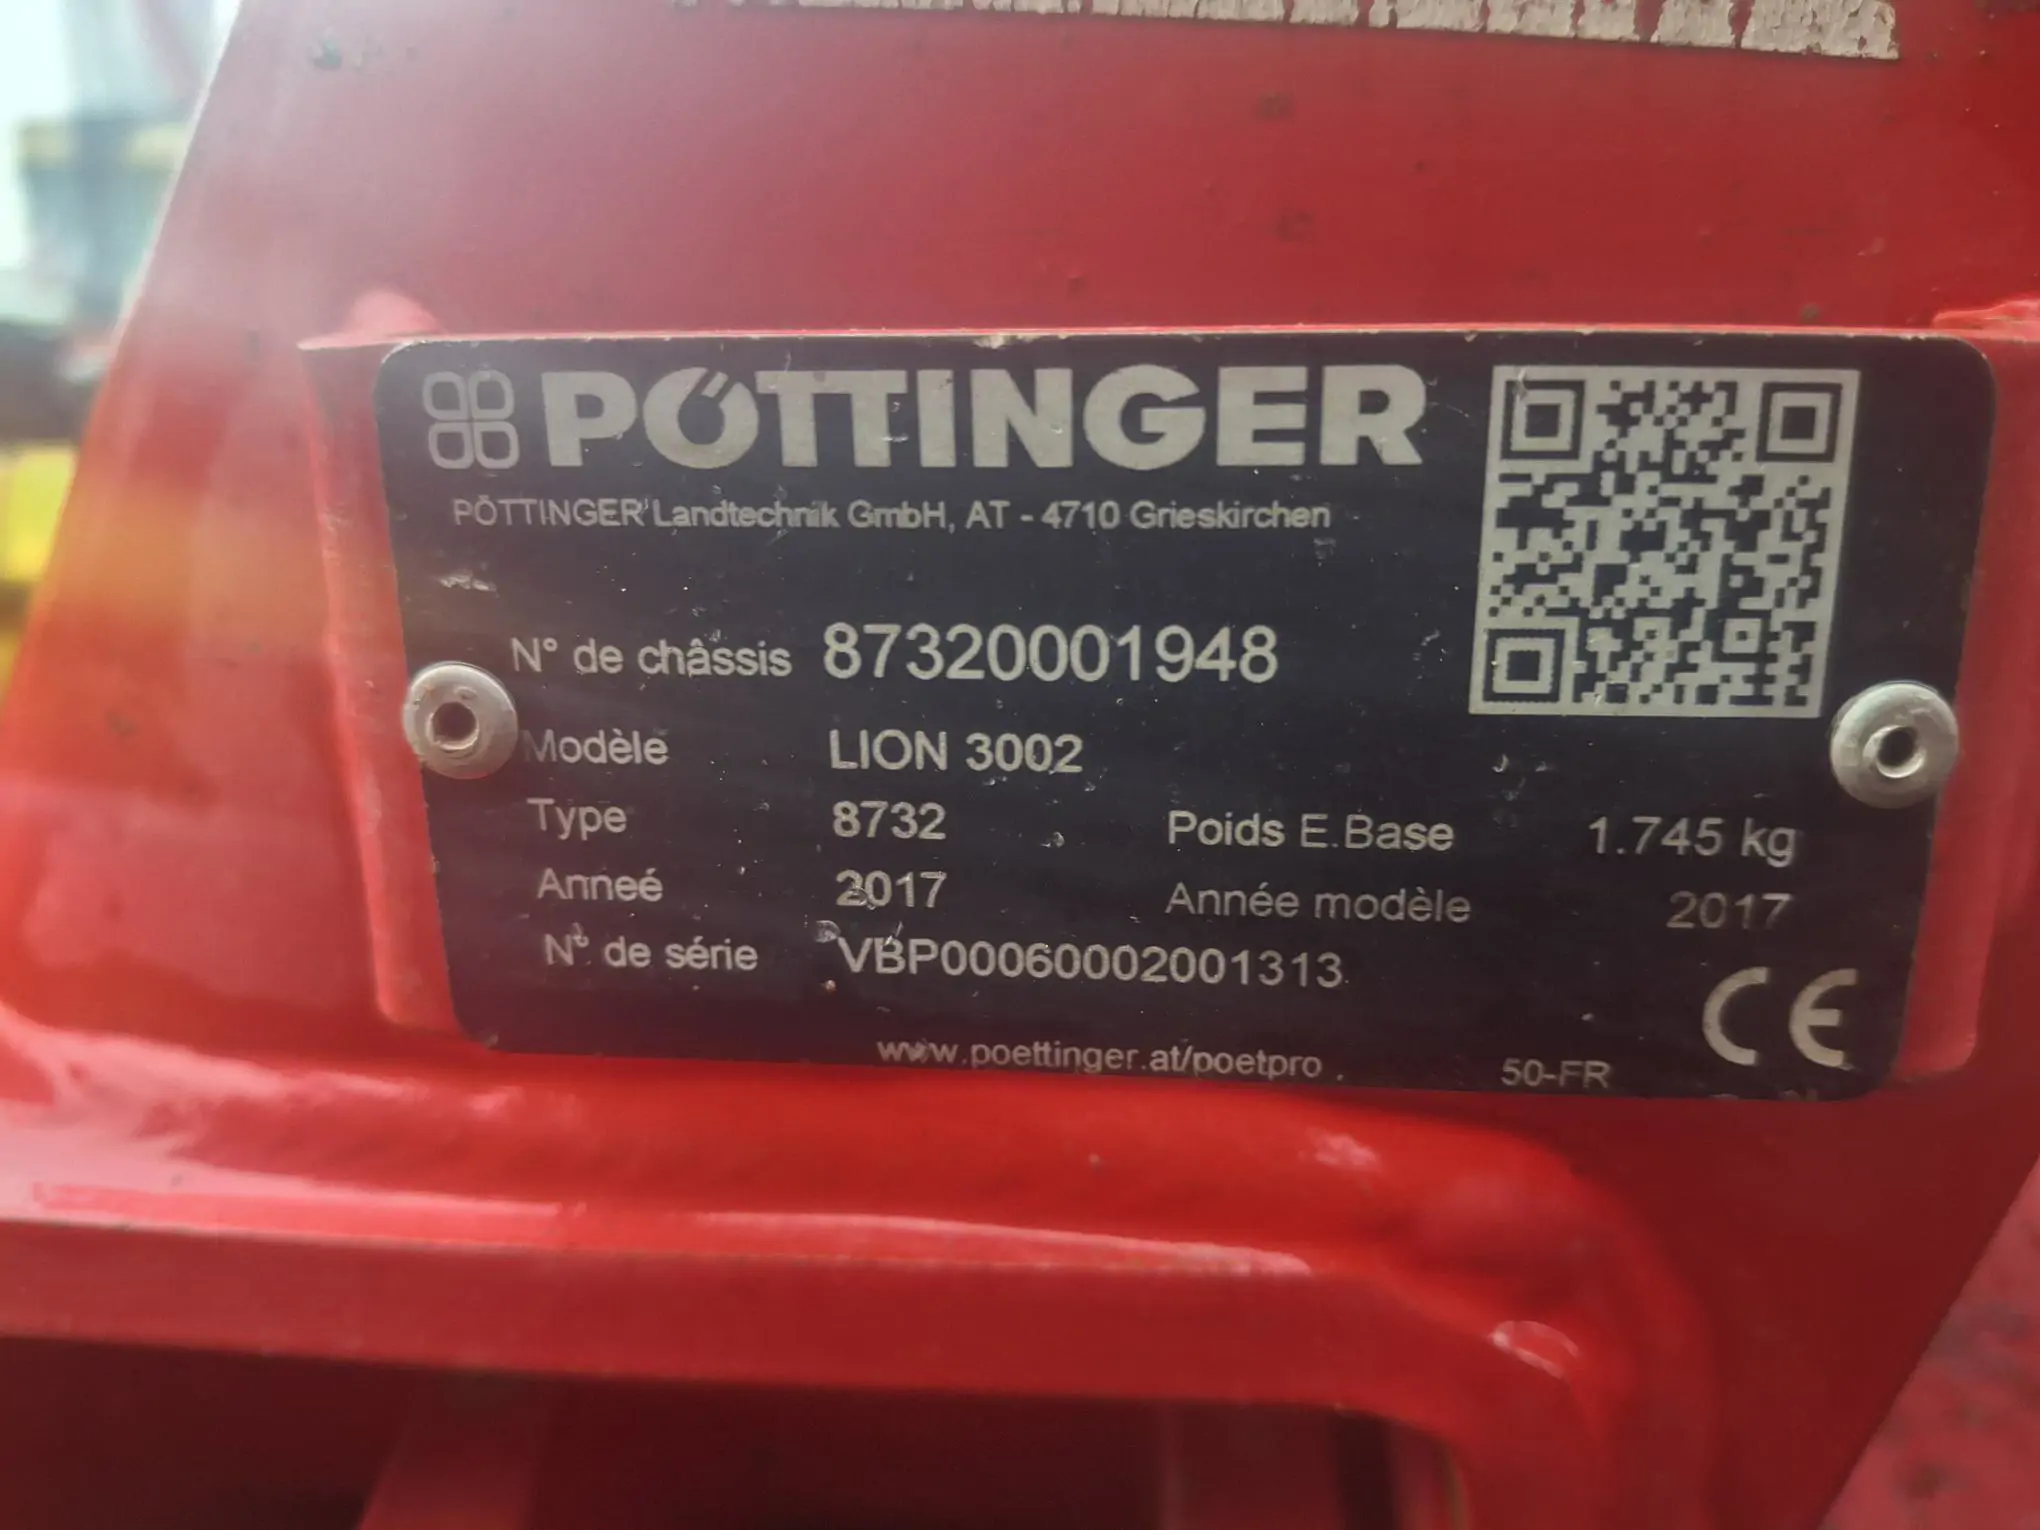 PÖTTINGER
PÖTTINGER Landtechnik GmbH, AT - 4710 Grieskirchen
N° de châssis 87320001948
Modèle LION 3002
Type 8732 Poids E.Base 1.745 kg
Anneé 2017 Année modèle 2017
N° de série VBP00060002001313
www.poettinger.at/poetpro
50-FR CE